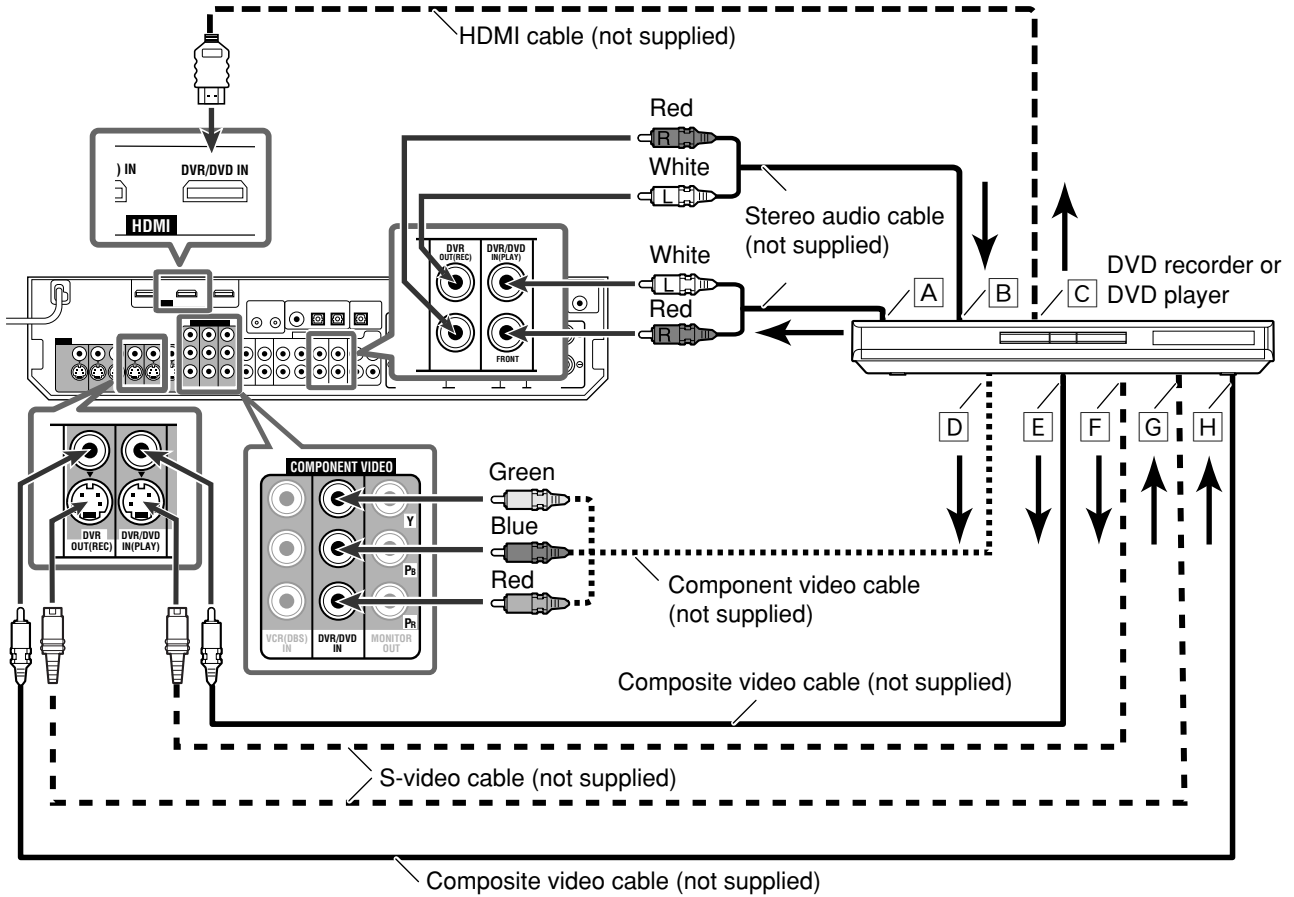 HDMI cable (not supplied)
Red
R
White
L
Stereo audio cable
(not supplied)
White
L
Red
R
) IN
DVR/DVD IN
HDMI
DVR
OUT(REC)
DVR/DVD
IN(PLAY)
FRONT
A
B
C
DVD recorder or
DVD player
D
E
F
G
H
DVR
OUT(REC)
DVR/DVD
IN(PLAY)
COMPONENT VIDEO
Y
PB
PR
VCR(DBS)
IN
DVR/DVD
IN
MONITOR
OUT
Green
Blue
Red
Component video cable
(not supplied)
Composite video cable (not supplied)
S-video cable (not supplied)
Composite video cable (not supplied)